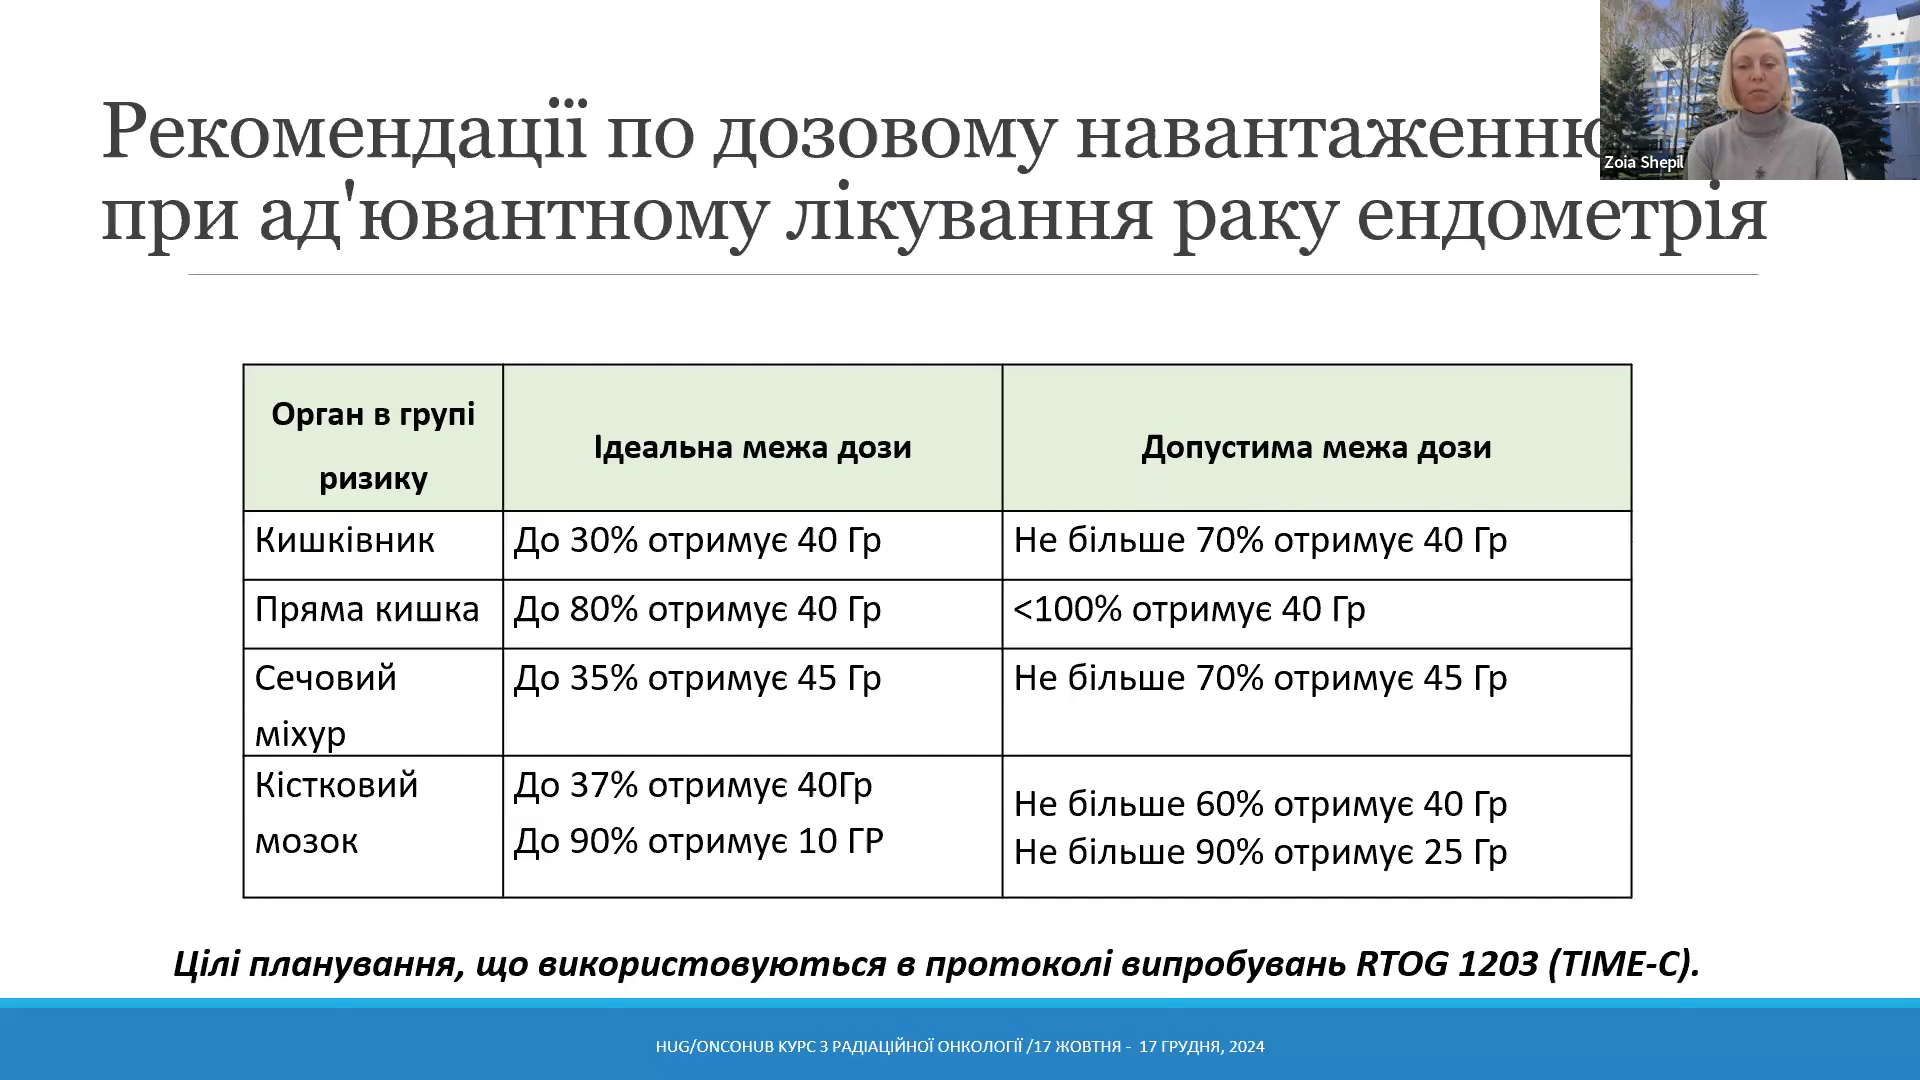 Рекомендації по дозовому навантаженню
при ад'ювантному лікування раку ендометрія
Zoia Shepil
Орган в групі
ризику
Ідеальна межа дози
Допустима межа дози
Кишківник
До 30% отримує 40 Гр
Не більше 70% отримує 40 Гр
Пряма кишка
До 80% отримує 40 Гр
<100% отримує 40 Гр
Сечовий
міхур
До 35% отримує 45 Гр
Не більше 70% отримує 45 Гр
Кістковий
мозок
До 37% отримує 40Гр
До 90% отримує 10 ГР
Не більше 60% отримує 40 Гр
Не більше 90% отримує 25 Гр
Цілі планування, що використовуються в протоколі випробувань RTOG 1203 (TIME-C).
HUG/ONCOHUB КУРС З РАДІАЦІЙНОЇ ОНКОЛОГІЇ /17 ЖОВТНЯ - 17 ГРУДНЯ, 2024